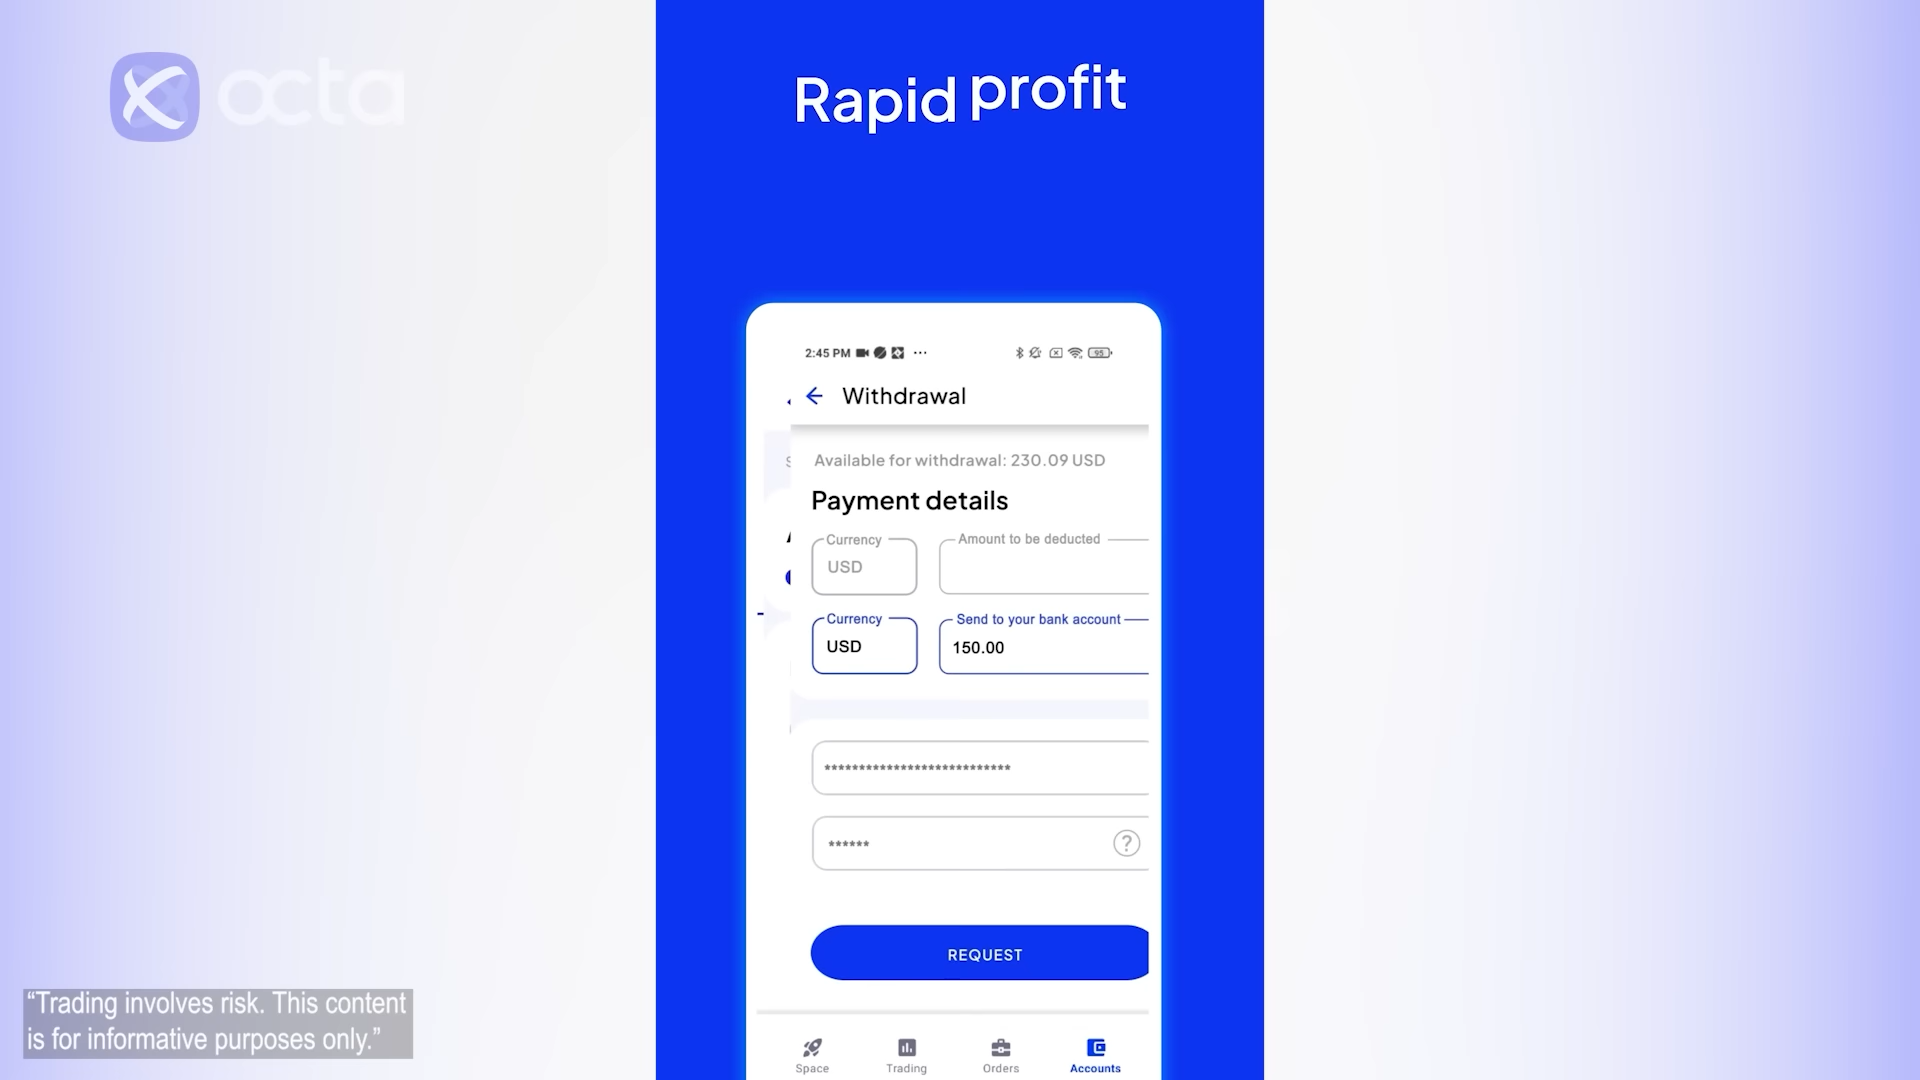 octa
Rapid profit
2:45 PM ...
95
Withdrawal
Available for withdrawal: 230.09 USD
Payment details
Currency
USD
Amount to be deducted
Currency
USD
Send to your bank account
150.00
***************************
******
?
REQUEST
Space
Trading
Orders
Accounts
“Trading involves risk. This content
is for informative purposes only.”